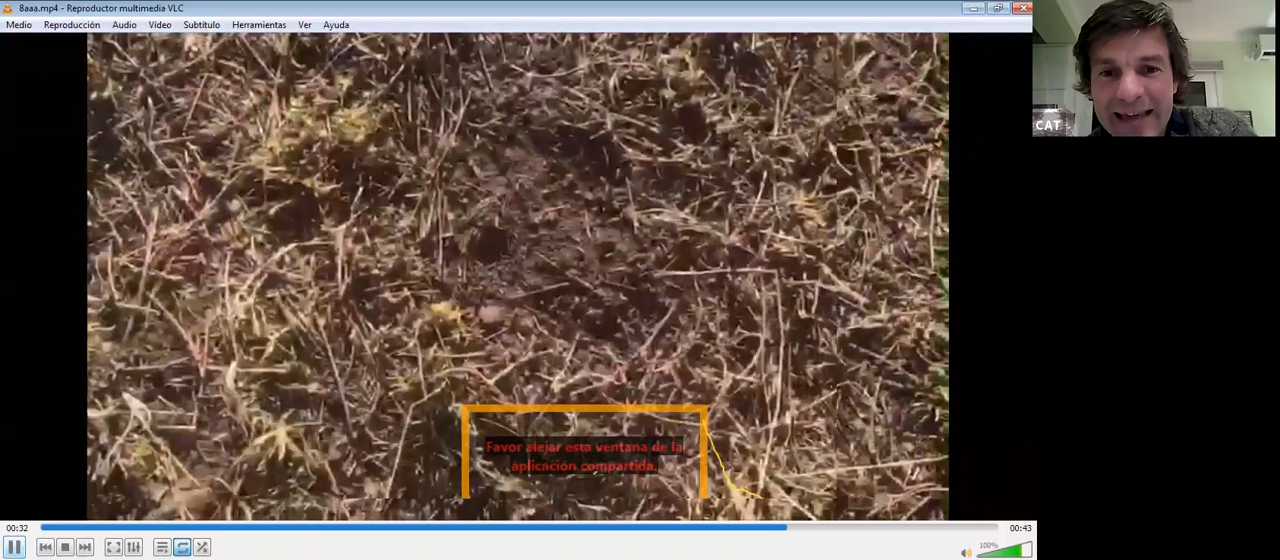 8aaa.mp4 - Reproductor multimedia VLC
Medio Reproducción Audio Vídeo Subtítulo Herramientas Ver Ayuda
CAT
Favor alejar esta ventana de la
aplicación compartida.
00:32
00:43
100%